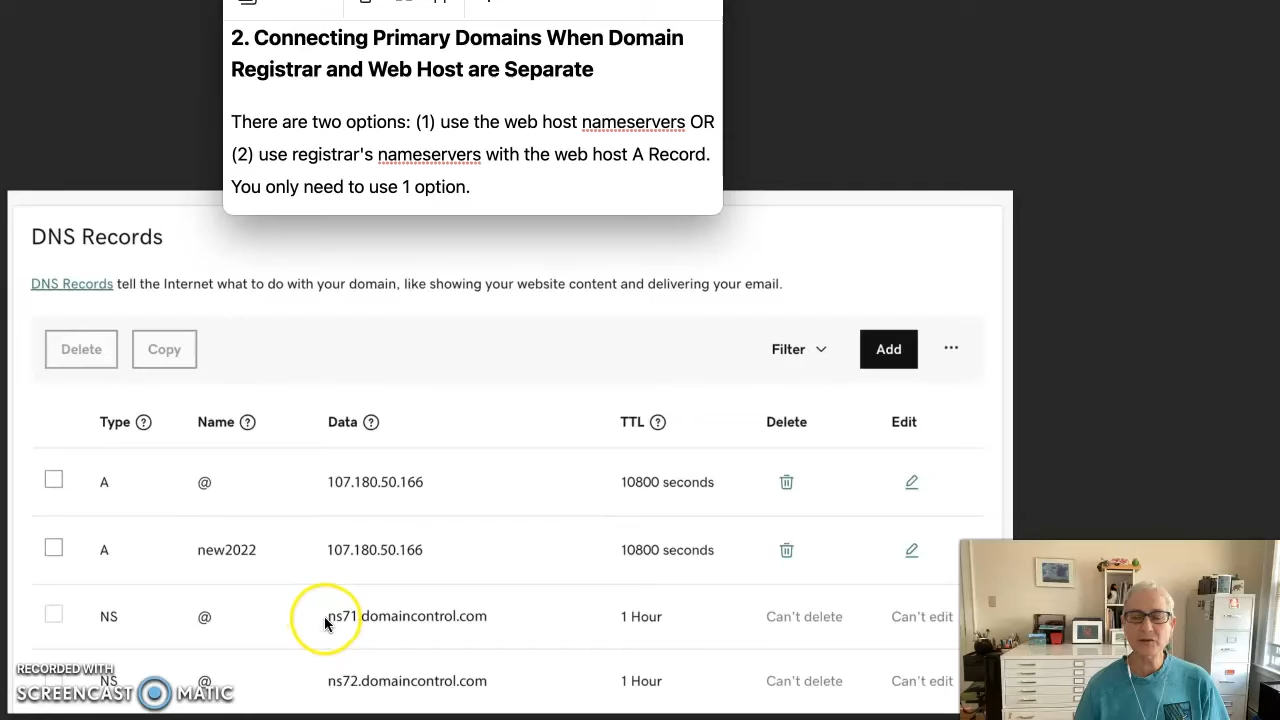 2. Connecting Primary Domains When Domain
Registrar and Web Host are Separate
There are two options: (1) use the web host nameservers OR
(2) use registrar's nameservers with the web host A Record.
You only need to use 1 option.
DNS Records
DNS Records tell the Internet what to do with your domain, like showing your website content and delivering your email.
Delete Copy Filter Add ...
Type ? Name ? Data ? TTL ? Delete Edit
A @ 107.180.50.166 10800 seconds
A new2022 107.180.50.166 10800 seconds
NS @ ns71.domaincontrol.com 1 Hour Can't delete Can't edit
NS @ ns72.domaincontrol.com 1 Hour Can't delete Can't edit
RECORDED WITH
SCREENCAST MATIC